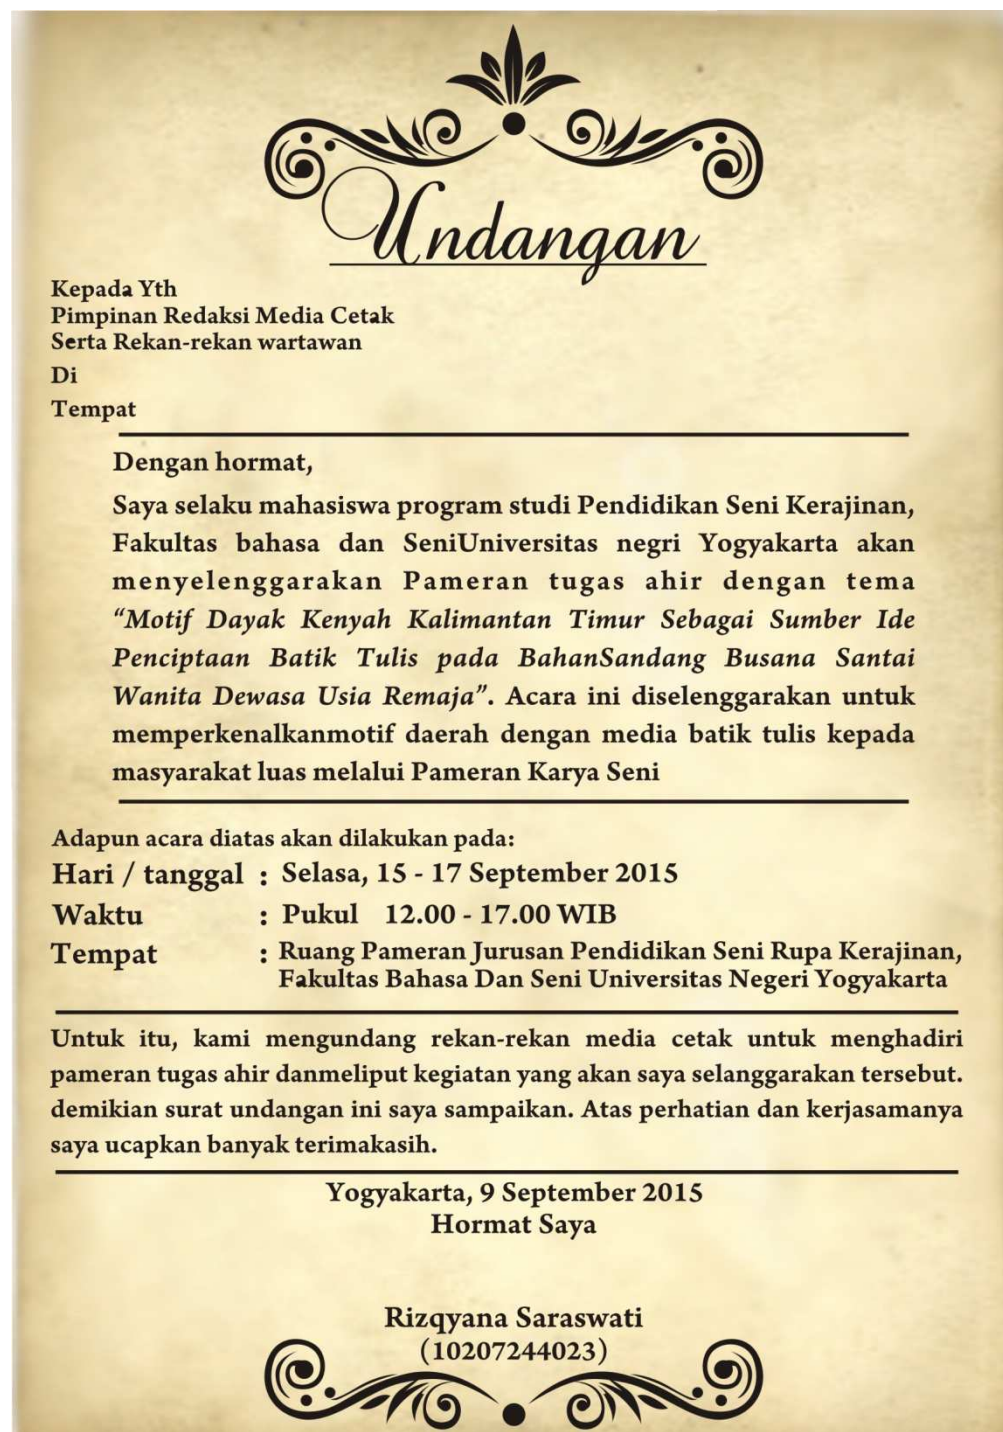 Undangan
Kepada Yth
Pimpinan Redaksi Media Cetak
Serta Rekan-rekan wartawan
Di
Tempat
Dengan hormat,
Saya selaku mahasiswa program studi Pendidikan Seni Kerajinan,
Fakultas bahasa dan SeniUniversitas negri Yogyakarta akan
menyelenggarakan Pameran tugas ahir dengan tema
“Motif Dayak Kenyah Kalimantan Timur Sebagai Sumber Ide
Penciptaan Batik Tulis pada BahanSandang Busana Santai
Wanita Dewasa Usia Remaja”. Acara ini diselenggarakan untuk
memperkenalkanmotif daerah dengan media batik tulis kepada
masyarakat luas melalui Pameran Karya Seni
Adapun acara diatas akan dilakukan pada:
Hari / tanggal : Selasa, 15 - 17 September 2015
Waktu : Pukul 12.00 - 17.00 WIB
Tempat : Ruang Pameran Jurusan Pendidikan Seni Rupa Kerajinan,
Fakultas Bahasa Dan Seni Universitas Negeri Yogyakarta
Untuk itu, kami mengundang rekan-rekan media cetak untuk menghadiri
pameran tugas ahir danmeliput kegiatan yang akan saya selanggarakan tersebut.
demikian surat undangan ini saya sampaikan. Atas perhatian dan kerjasamanya
saya ucapkan banyak terimakasih.
Yogyakarta, 9 September 2015
Hormat Saya
Rizqyana Saraswati
(10207244023)